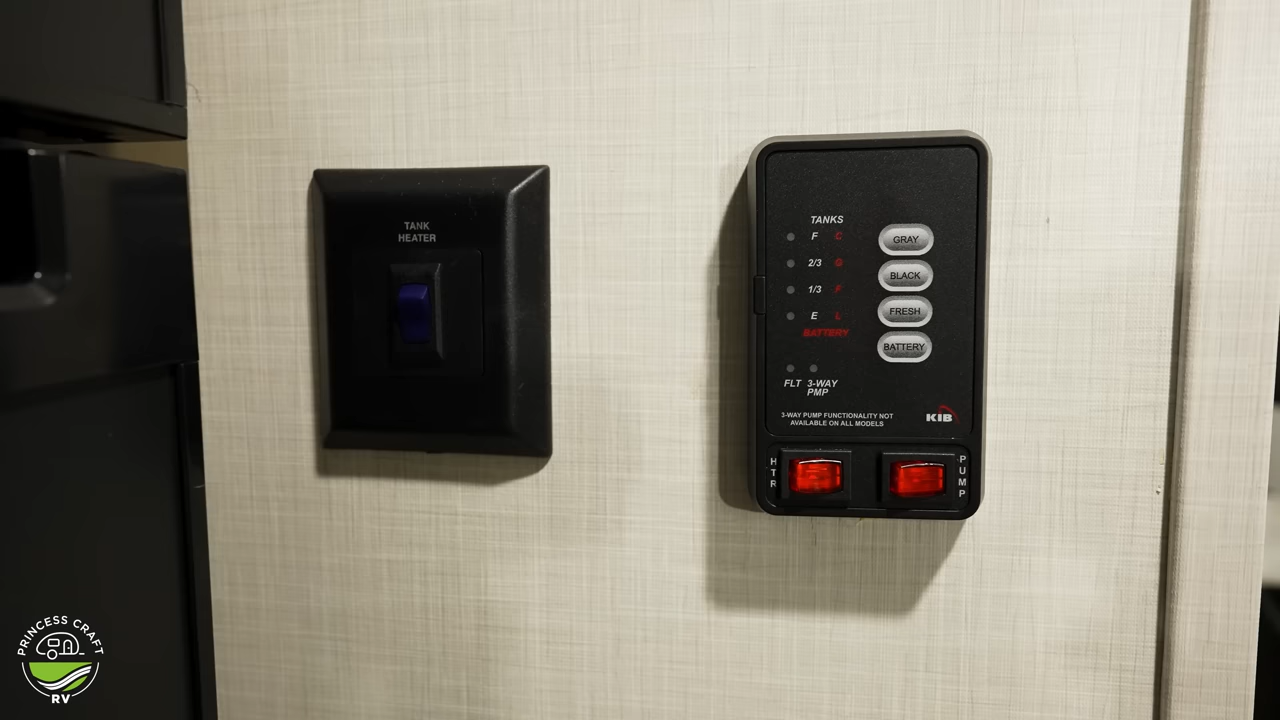 TANK
HEATER
TANKS
F C
2/3 G
1/3 F
E L
BATTERY
GRAY
BLACK
FRESH
BATTERY
FLT 3-WAY
PMP
3-WAY PUMP FUNCTIONALITY NOT
AVAILABLE ON ALL MODELS
KIB
HTR
PUMP
PRINCESS CRAFT
RV